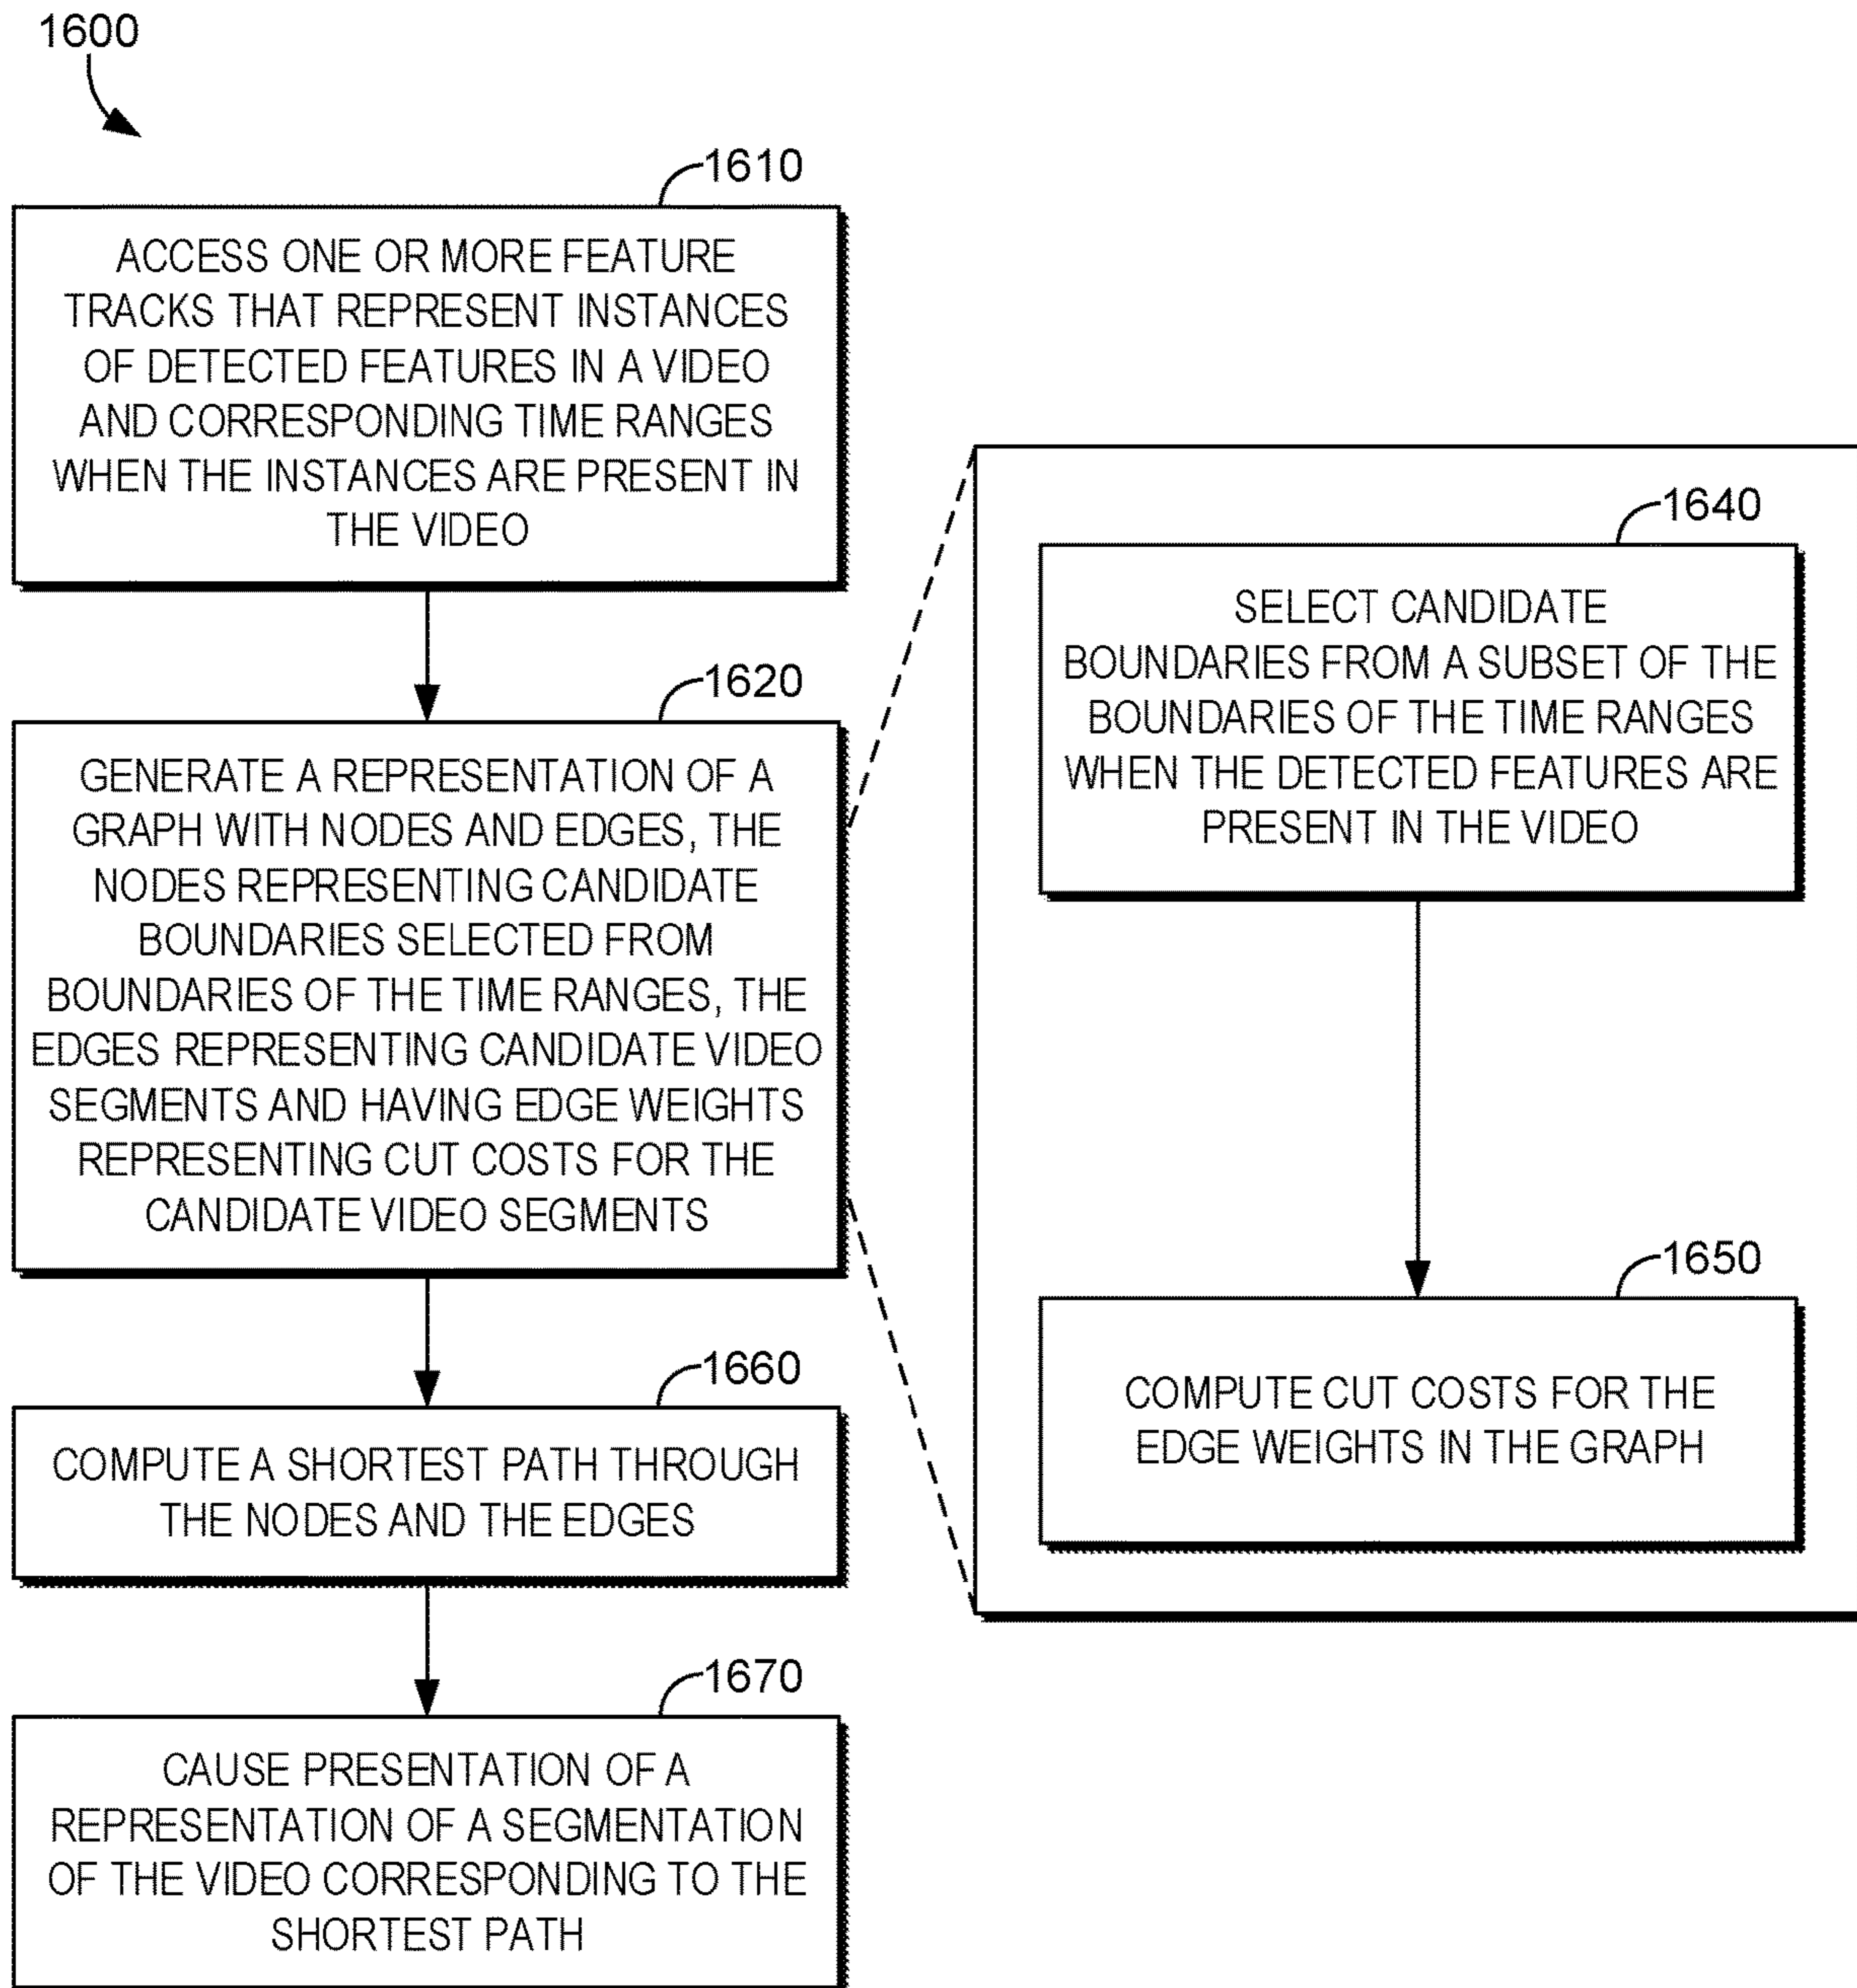 1600
1610
ACCESS ONE OR MORE FEATURE
TRACKS THAT REPRESENT INSTANCES
OF DETECTED FEATURES IN A VIDEO
AND CORRESPONDING TIME RANGES
WHEN THE INSTANCES ARE PRESENT IN
THE VIDEO
1620
GENERATE A REPRESENTATION OF A
GRAPH WITH NODES AND EDGES, THE
NODES REPRESENTING CANDIDATE
BOUNDARIES SELECTED FROM
BOUNDARIES OF THE TIME RANGES, THE
EDGES REPRESENTING CANDIDATE VIDEO
SEGMENTS AND HAVING EDGE WEIGHTS
REPRESENTING CUT COSTS FOR THE
CANDIDATE VIDEO SEGMENTS
1640
SELECT CANDIDATE
BOUNDARIES FROM A SUBSET OF THE
BOUNDARIES OF THE TIME RANGES
WHEN THE DETECTED FEATURES ARE
PRESENT IN THE VIDEO
1650
COMPUTE CUT COSTS FOR THE
EDGE WEIGHTS IN THE GRAPH
1660
COMPUTE A SHORTEST PATH THROUGH
THE NODES AND THE EDGES
1670
CAUSE PRESENTATION OF A
REPRESENTATION OF A SEGMENTATION
OF THE VIDEO CORRESPONDING TO THE
SHORTEST PATH